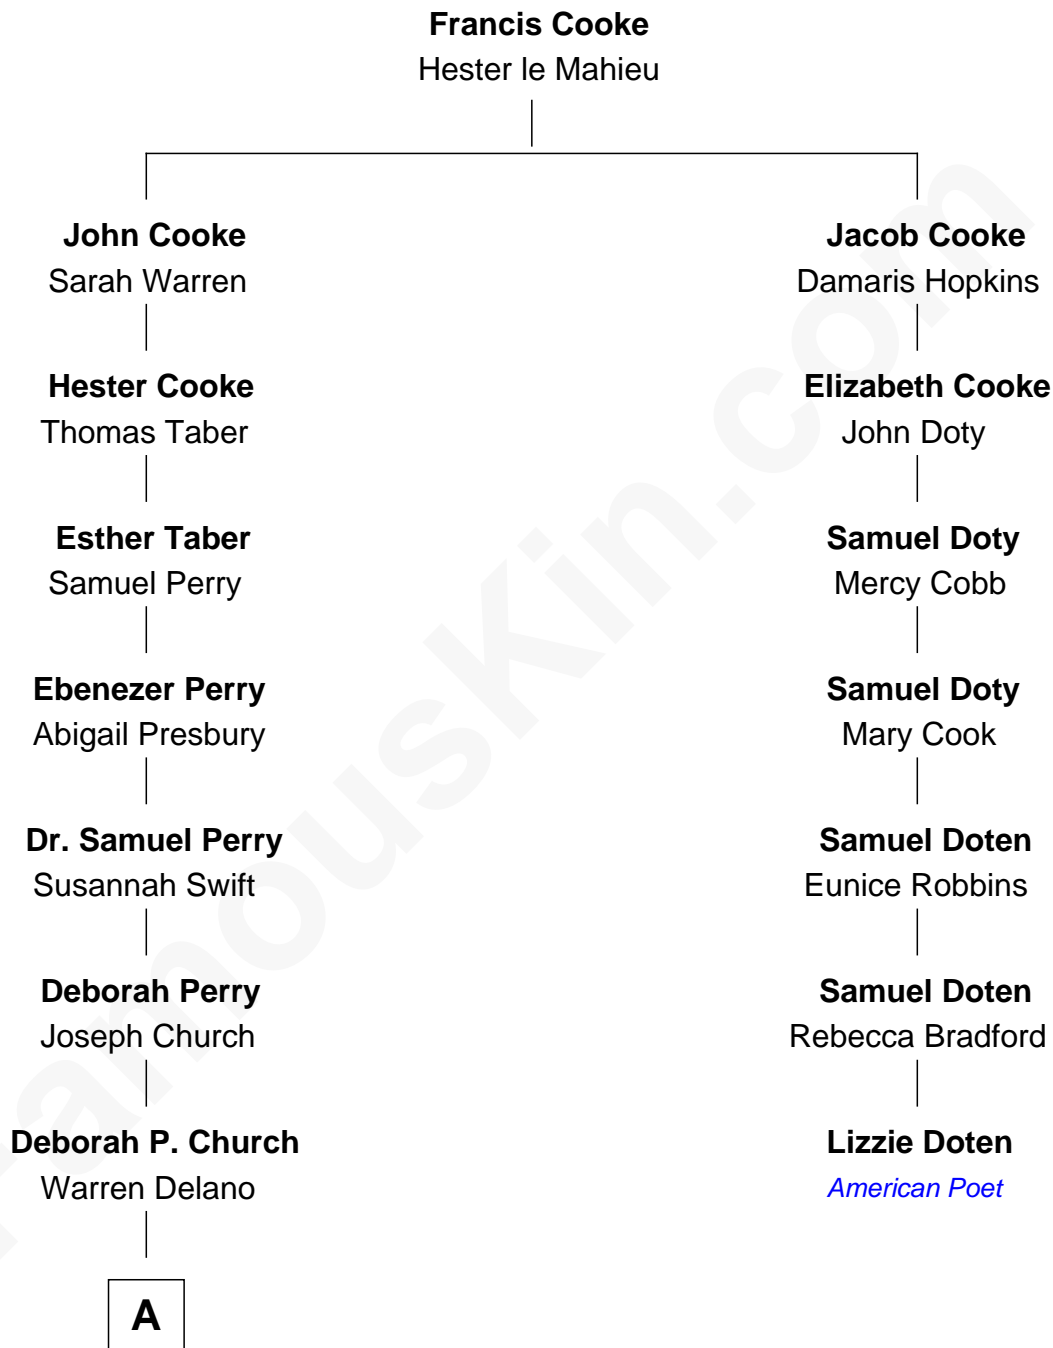 Francis Cooke
Hester le Mahieu
John Cooke
Sarah Warren
Jacob Cooke
Damaris Hopkins
Hester Cooke
Thomas Taber
Elizabeth Cooke
John Doty
Esther Taber
Samuel Perry
Samuel Doty
Mercy Cobb
Ebenezer Perry
Abigail Presbury
Samuel Doty
Mary Cook
Dr. Samuel Perry
Susannah Swift
Samuel Doten
Eunice Robbins
Deborah Perry
Joseph Church
Samuel Doten
Rebecca Bradford
Deborah P. Church
Warren Delano
Lizzie Doten
American Poet
A
FamousKin.com